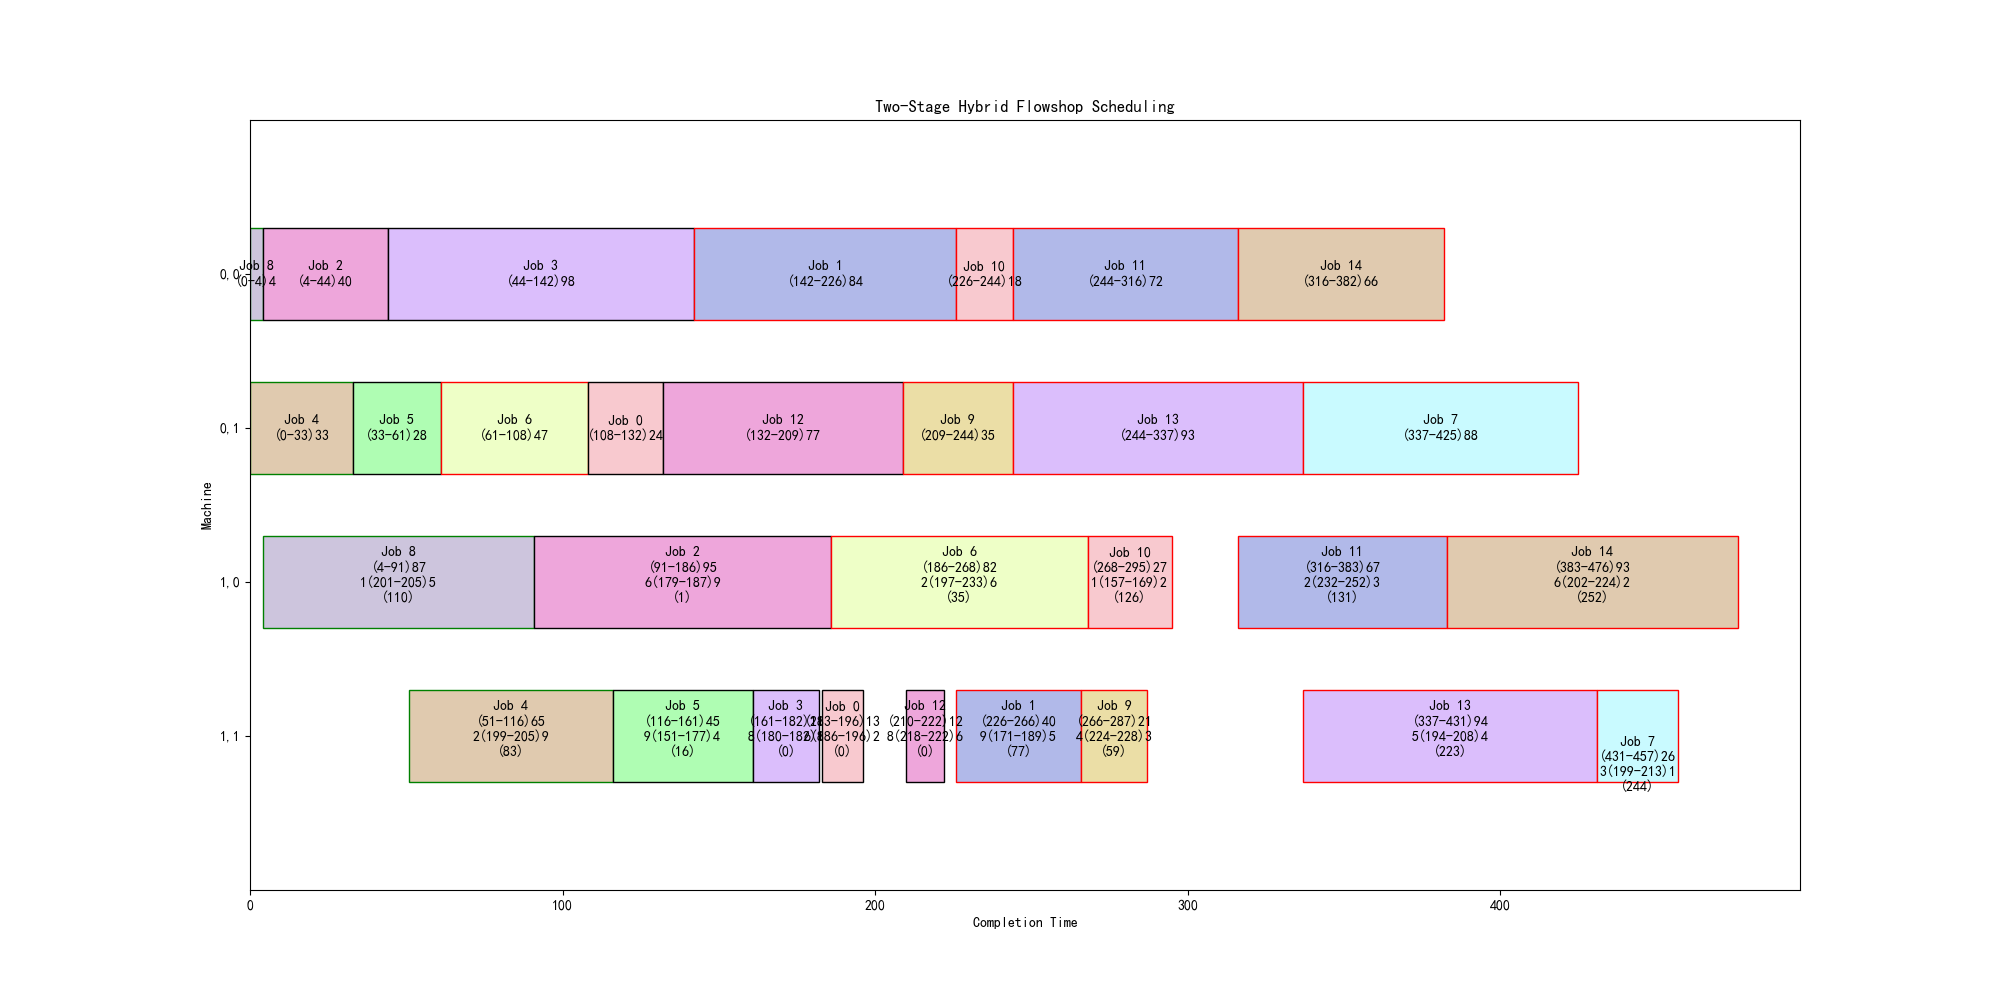 Two-Stage Hybrid Flowshop Scheduling
Machine
0,0
Job 8
(0-4)4
Job 2
(4-44)40
Job 3
(44-142)98
Job 1
(142-226)84
Job 10
(226-244)18
Job 11
(244-316)72
Job 14
(316-382)66
0,1
Job 4
(0-33)33
Job 5
(33-61)28
Job 6
(61-108)47
Job 0
(108-132)24
Job 12
(132-209)77
Job 9
(209-244)35
Job 13
(244-337)93
Job 7
(337-425)88
1,0
Job 8
(4-91)87
1(201-205)5
(110)
Job 2
(91-186)95
6(179-187)9
(1)
Job 6
(186-268)82
2(197-233)6
(35)
Job 10
(268-295)27
1(157-169)2
(126)
Job 11
(316-383)67
2(232-252)3
(131)
Job 14
(383-476)93
6(202-224)2
(252)
1,1
Job 4
(51-116)65
2(199-205)9
(83)
Job 5
(116-161)45
9(151-177)4
(16)
Job 3
(161-182)21
(0)
Job 0
(183-196)13
(0)
Job 12
(210-222)12
8(218-222)6
(0)
Job 1
(226-266)40
9(171-189)5
(77)
Job 9
(266-287)21
4(224-228)3
(59)
Job 13
(337-431)94
5(194-208)4
(223)
Job 7
(431-457)26
3(199-213)1
(244)
0
100
200
300
400
Completion Time